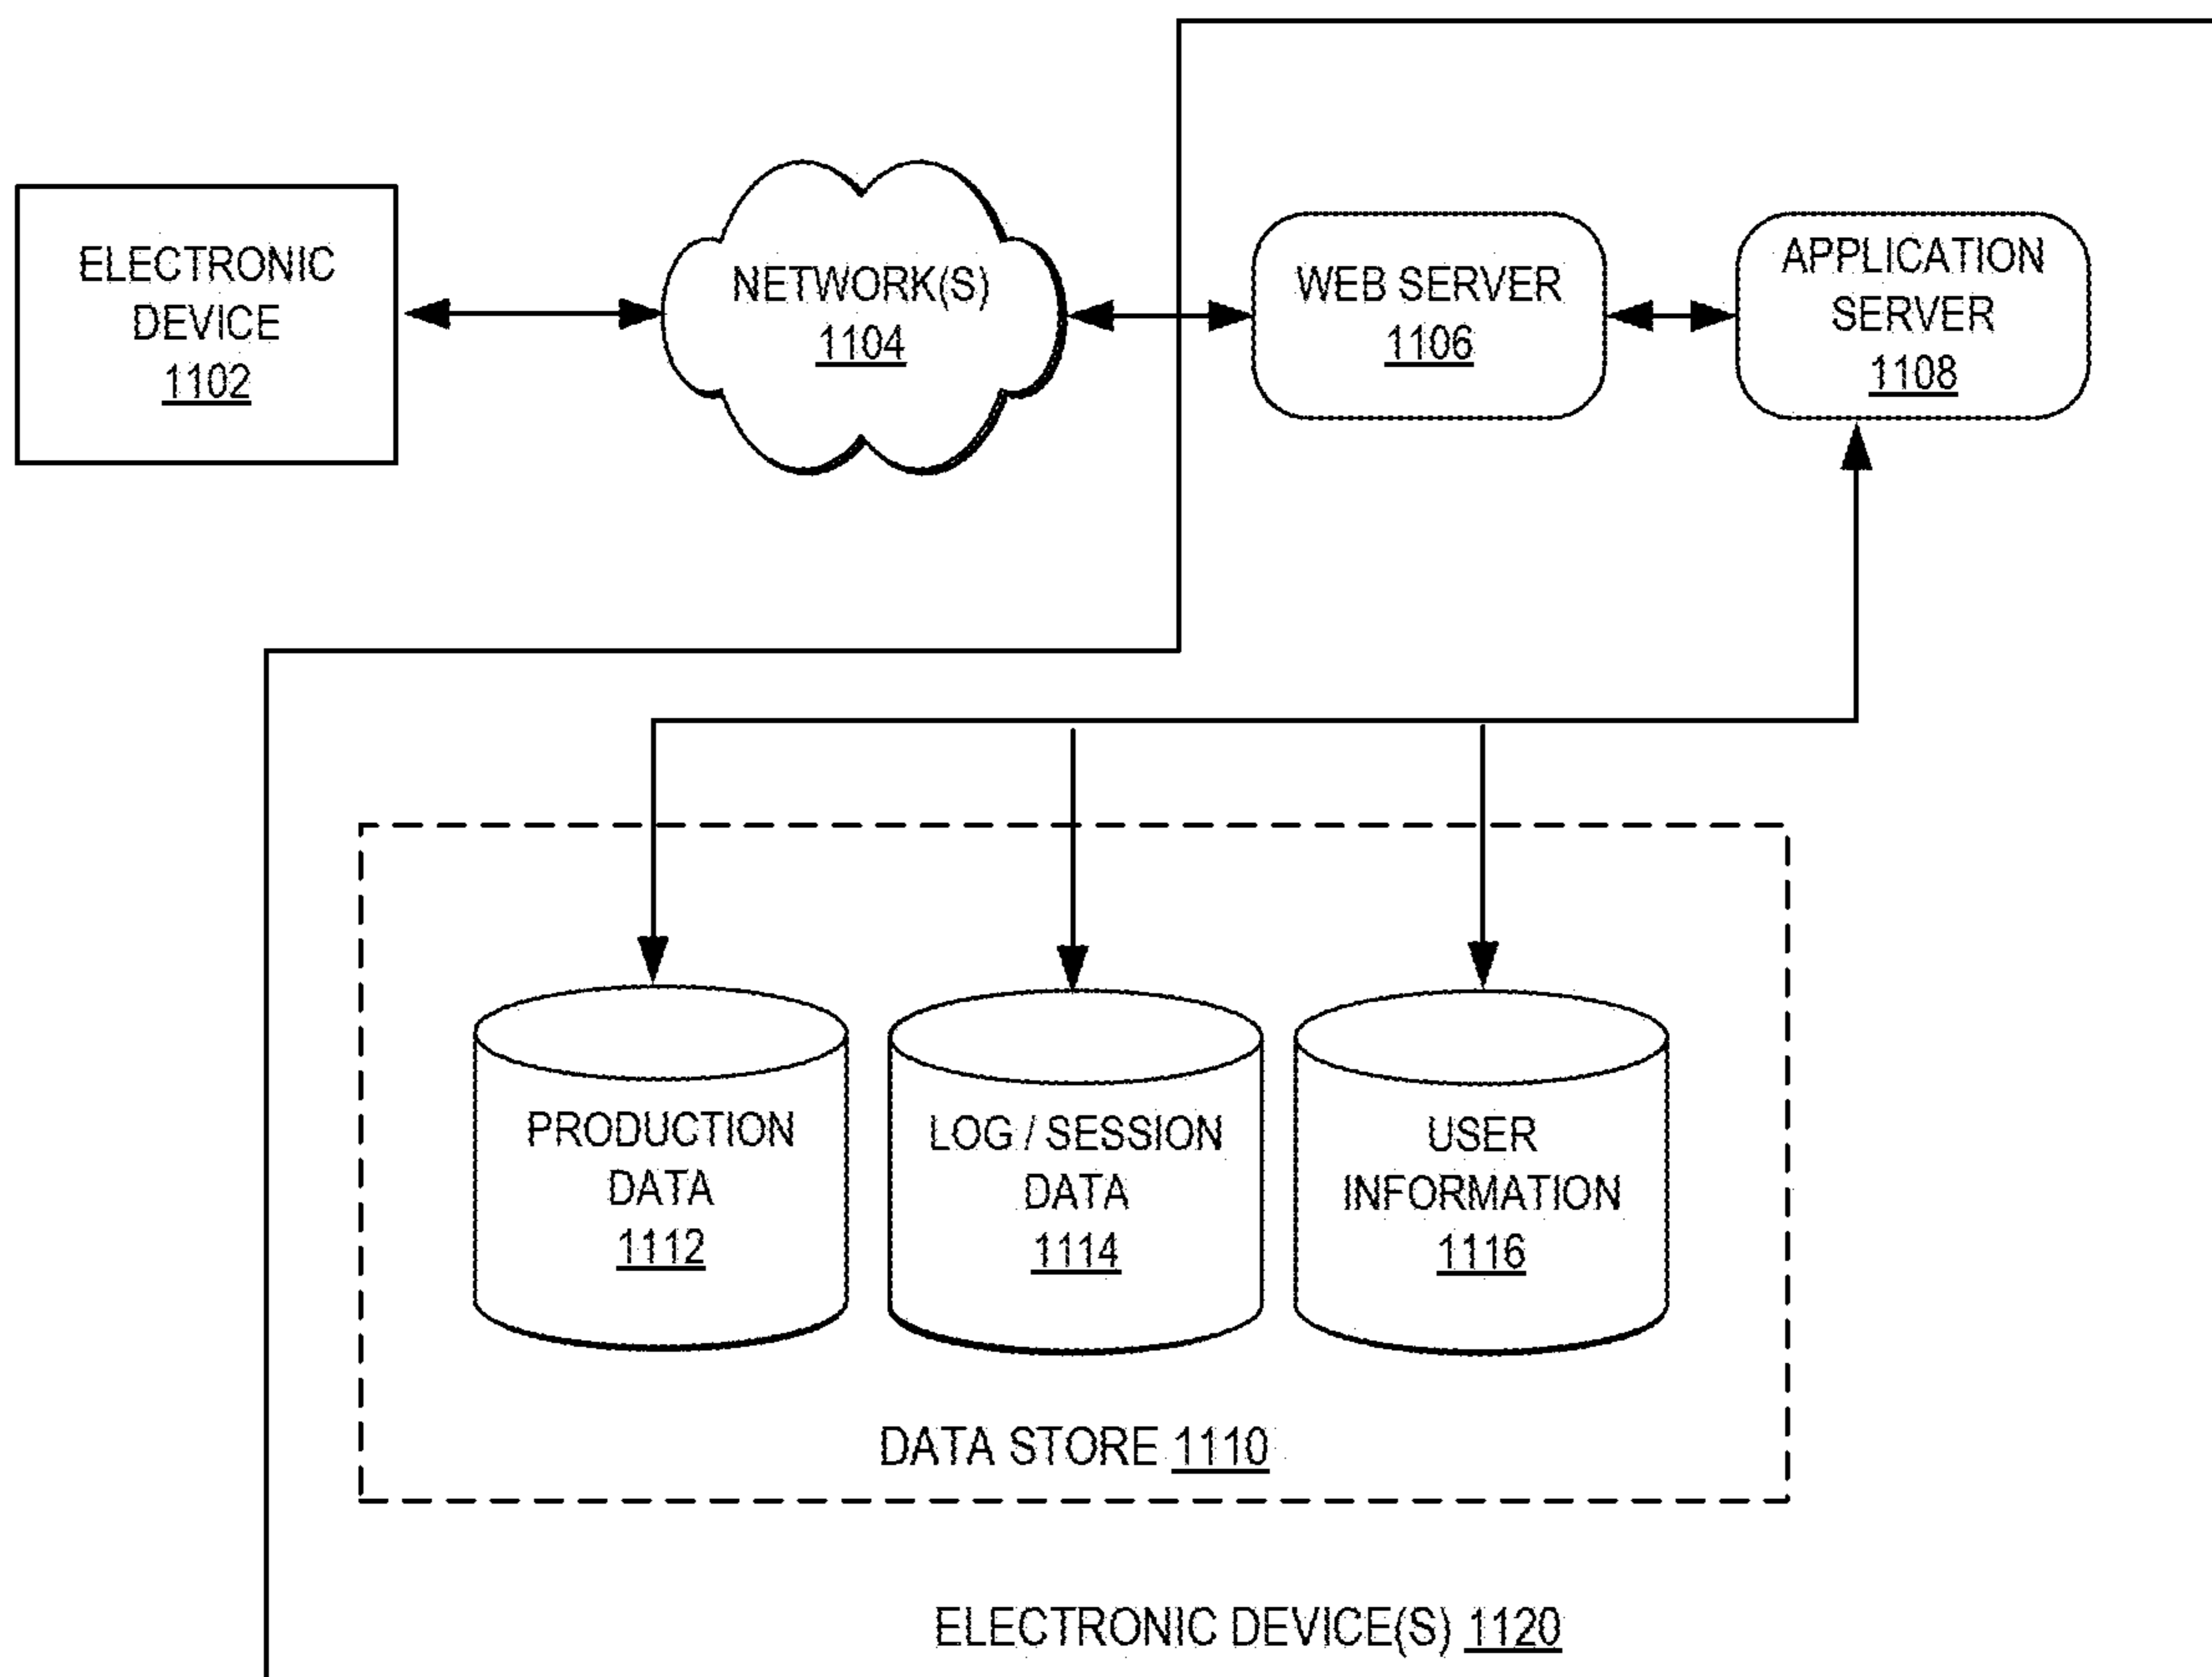 ELECTRONIC
DEVICE
1102
NETWORK(S)
1104
WEB SERVER
1106
APPLICATION
SERVER
1108
PRODUCTION
DATA
1112
LOG / SESSION
DATA
1114
USER
INFORMATION
1116
DATA STORE 1110
ELECTRONIC DEVICE(S) 1120